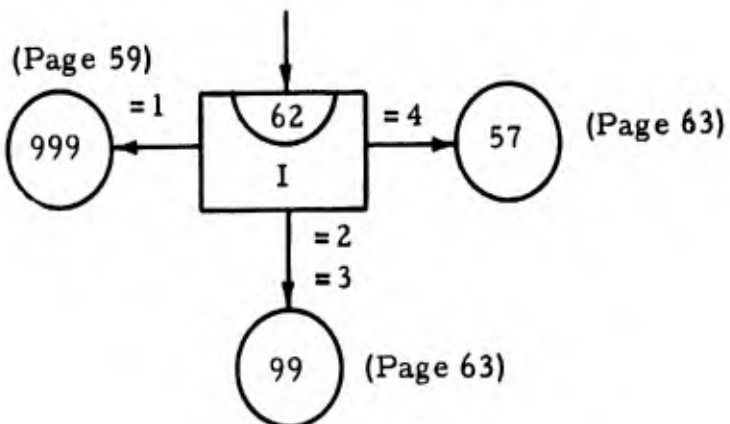 (Page 59)
=1
62
=4
999
57
(Page 63)
I
=2
=3
99
(Page 63)